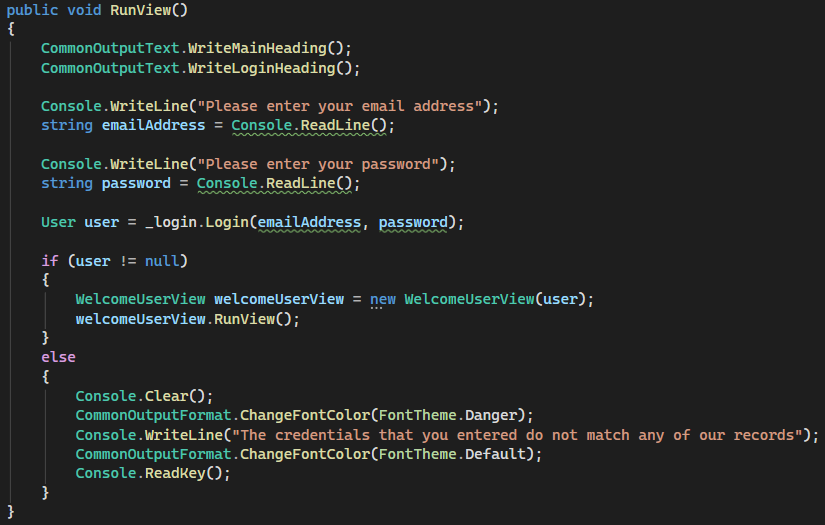 public void RunView()
{
    CommonOutputText.WriteMainHeading();
    CommonOutputText.WriteLoginHeading();

    Console.WriteLine("Please enter your email address");
    string emailAddress = Console.ReadLine();

    Console.WriteLine("Please enter your password");
    string password = Console.ReadLine();

    User user = _login.Login(emailAddress, password);

    if (user != null)
    {
        WelcomeUserView welcomeUserView = new WelcomeUserView(user);
        welcomeUserView.RunView();
    }
    else
    {
        Console.Clear();
        CommonOutputFormat.ChangeFontColor(FontTheme.Danger);
        Console.WriteLine("The credentials that you entered do not match any of our records");
        CommonOutputFormat.ChangeFontColor(FontTheme.Default);
        Console.ReadKey();
    }
}